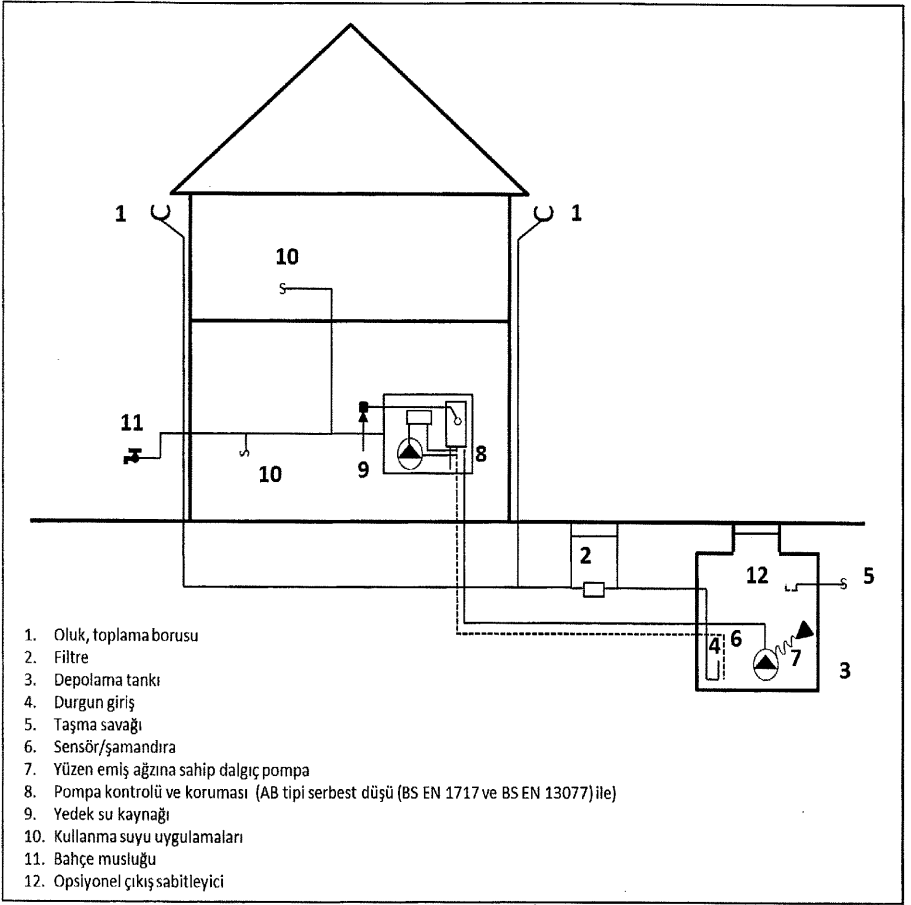 1
1
10
11
10
9
8
2
12
5
4
6
7
3
1. Oluk, toplama borusu
2. Filtre
3. Depolama tankı
4. Durgun giriş
5. Taşma savağı
6. Sensör/şamandıra
7. Yüzen emiş ağzına sahip dalgıç pompa
8. Pompa kontrolü ve koruması (AB tipi serbest düşü (BS EN 1717 ve BS EN 13077) ile)
9. Yedek su kaynağı
10. Kullanma suyu uygulamaları
11. Bahçe musluğu
12. Opsiyonel çıkış sabitleyici